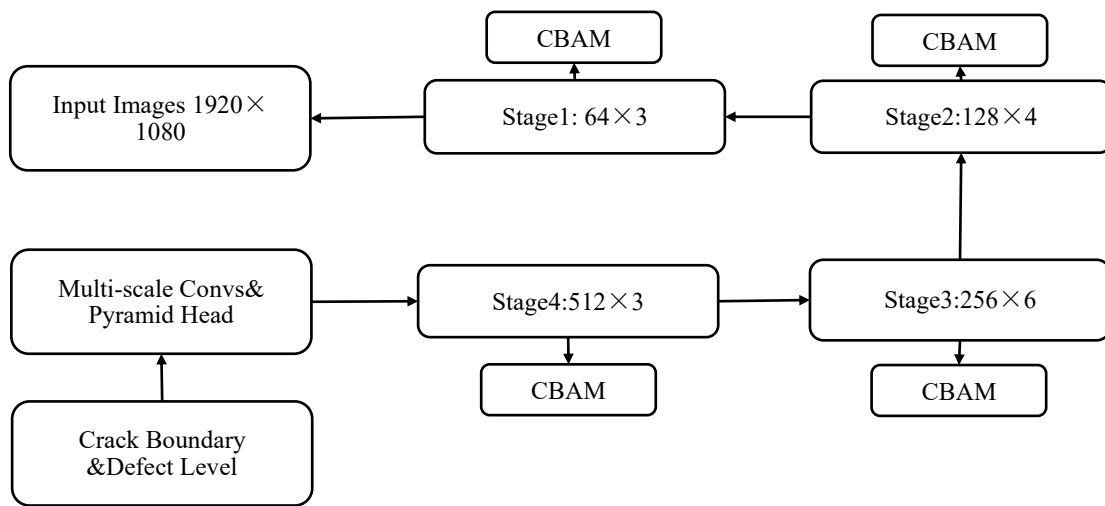 CBAM
CBAM
Input Images 1920×
1080
Stage1: 64×3
Stage2:128×4
Multi-scale Convs&
Pyramid Head
Stage4:512×3
Stage3:256×6
CBAM
CBAM
Crack Boundary
&Defect Level